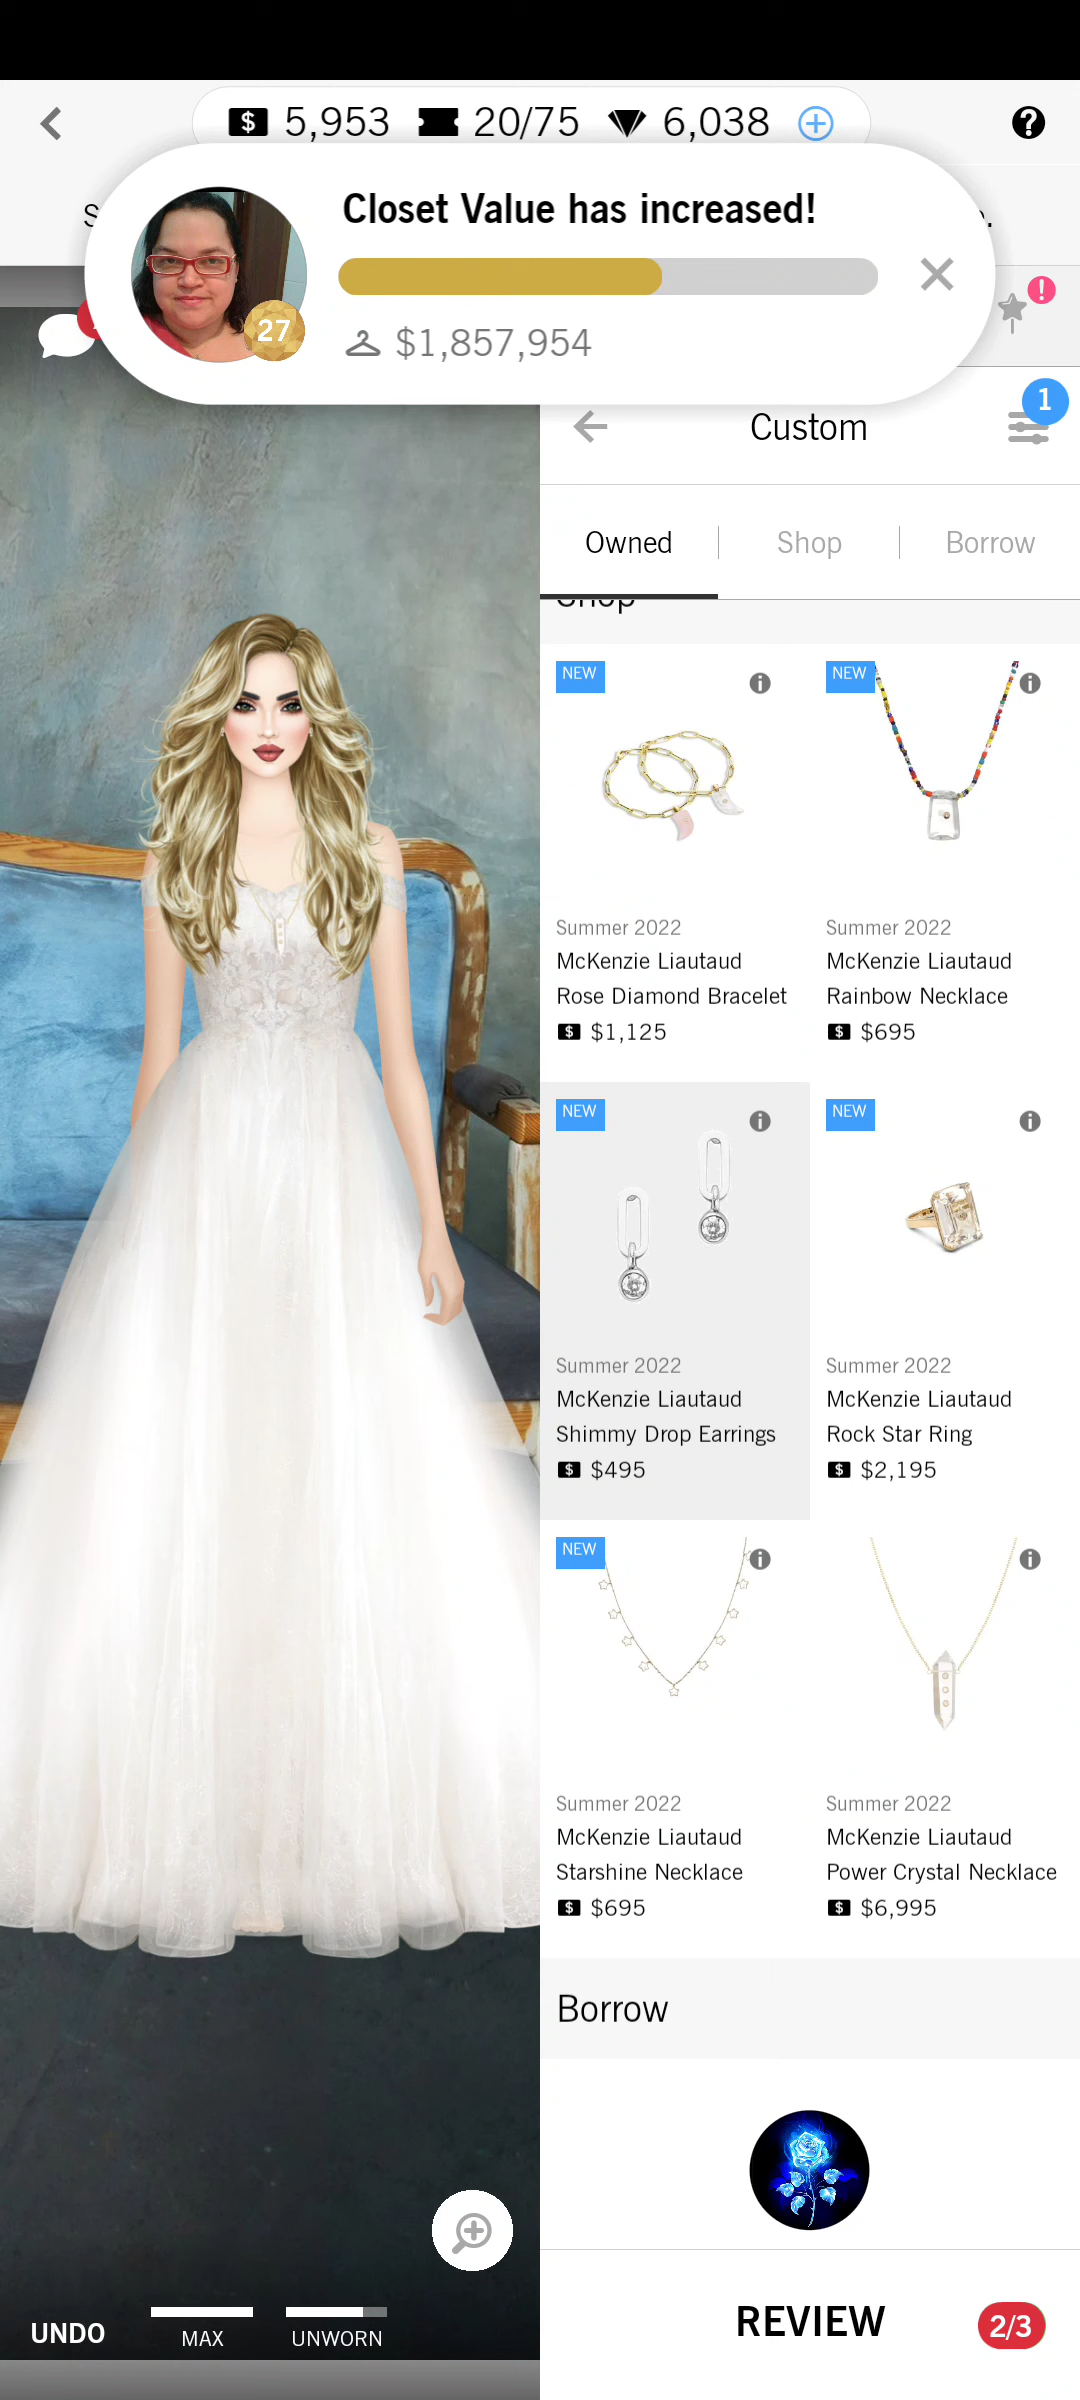 5,953
20/75
6,038
Closet Value has increased!
27
$1,857,954
1
Custom
Owned
Shop
Borrow
Shop
NEW
NEW
Summer 2022
McKenzie Liautaud
Rose Diamond Bracelet
$1,125
Summer 2022
McKenzie Liautaud
Rainbow Necklace
$695
NEW
NEW
Summer 2022
McKenzie Liautaud
Shimmy Drop Earrings
$495
Summer 2022
McKenzie Liautaud
Rock Star Ring
$2,195
NEW
Summer 2022
McKenzie Liautaud
Starshine Necklace
$695
Summer 2022
McKenzie Liautaud
Power Crystal Necklace
$6,995
Borrow
UNDO
MAX
UNWORN
REVIEW
2/3